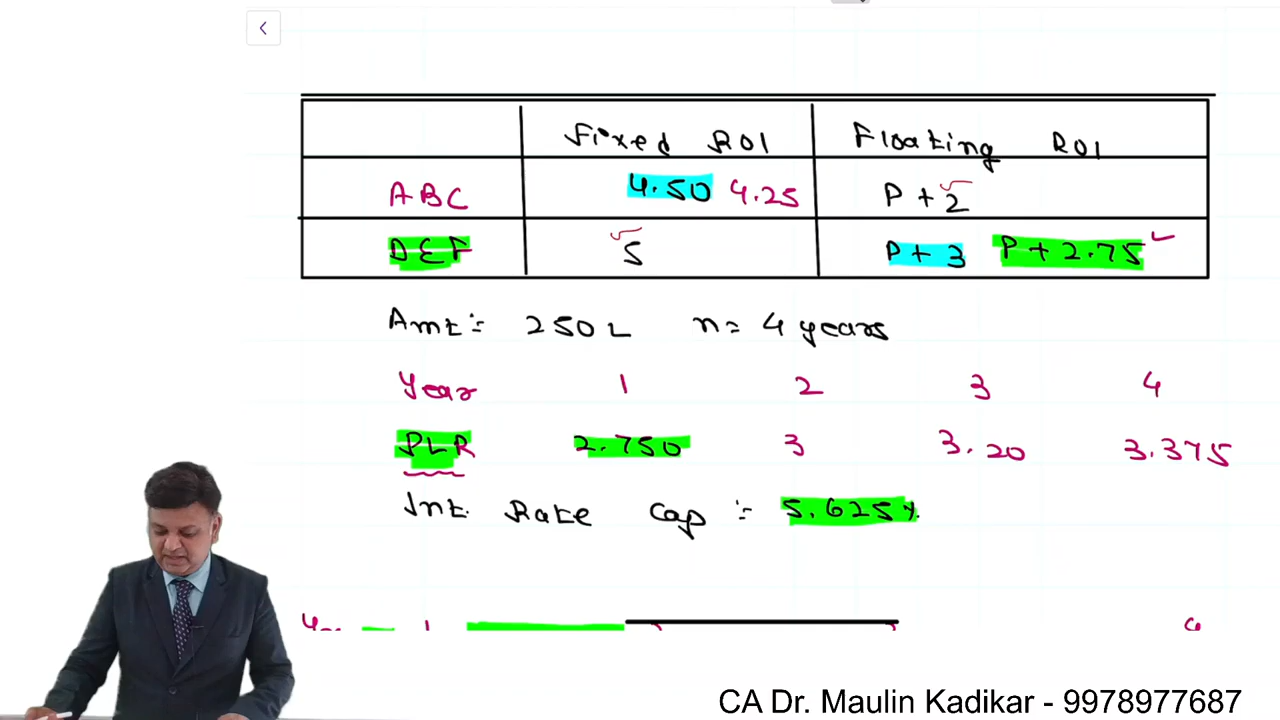 Fixed ROI Floating ROI
ABC 4.50 4.25 P + 2
DEF 5 P + 3 P + 2.75
Amt :- 250 L n = 4 years
Year 1 2 3 4
PLR 2.750 3 3.20 3.375
Int. Rate Cap :- 5.625%.
CA Dr. Maulin Kadikar - 9978977687